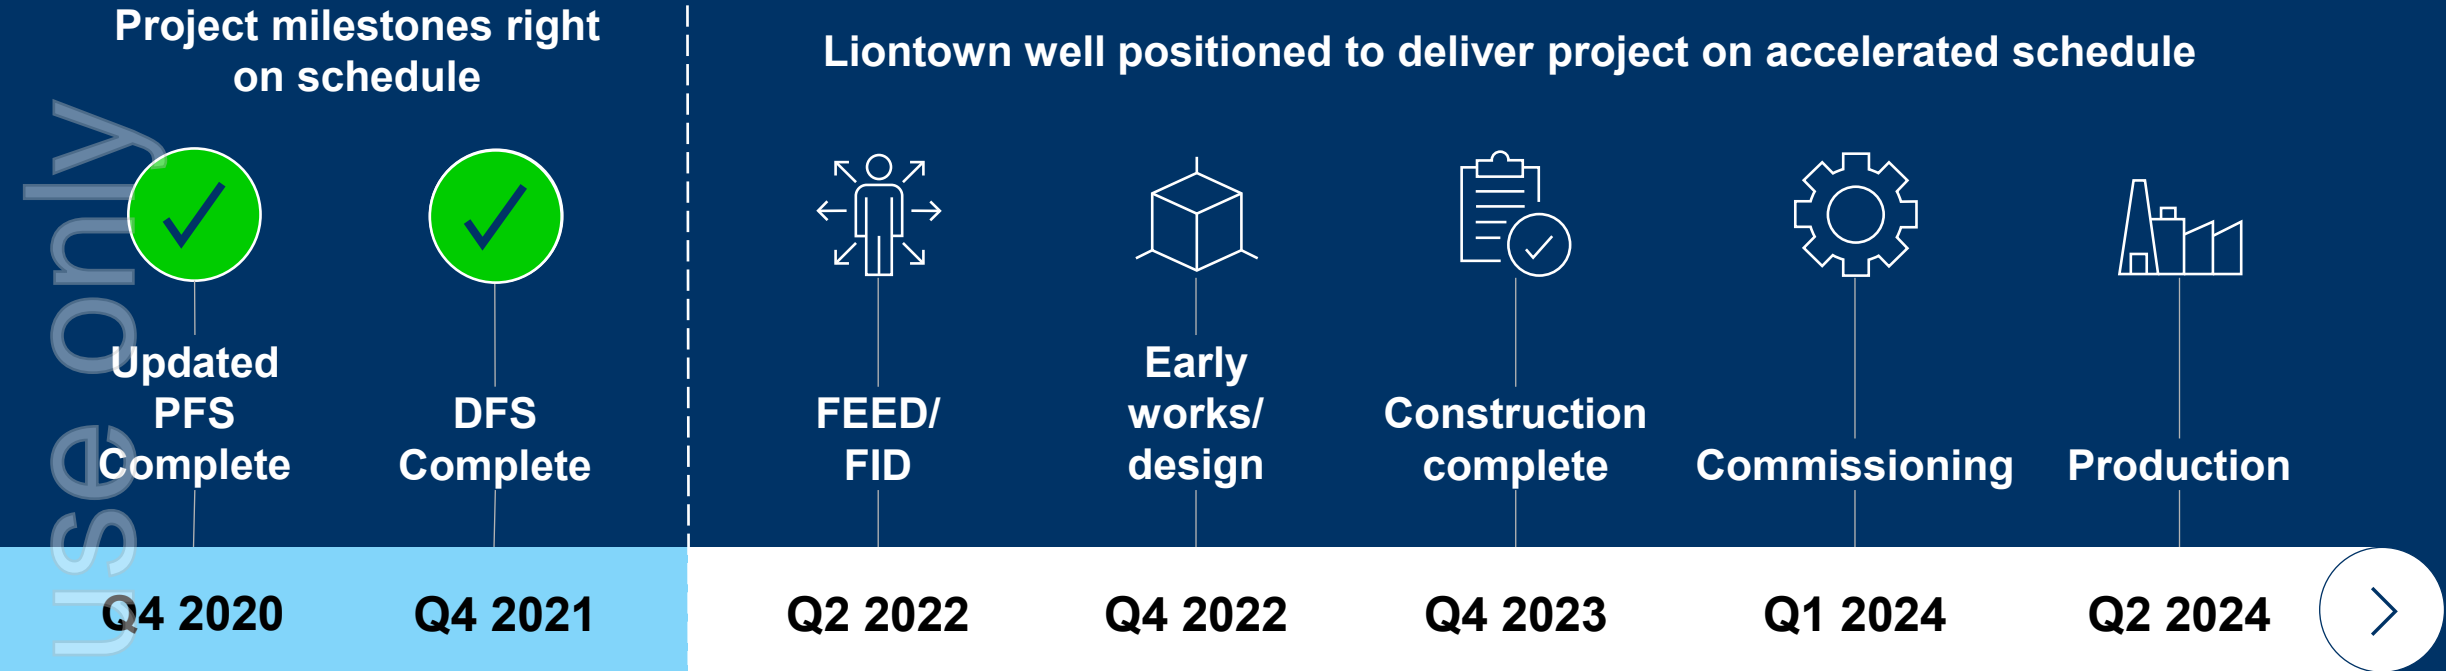 Project milestones right
on schedule
Liontown well positioned to deliver project on accelerated schedule
Updated
PFS
Complete
DFS
Complete
FEED/
FID
Early
works/
design
Construction
complete
Commissioning
Production
Q4 2020
Q4 2021
Q2 2022
Q4 2022
Q4 2023
Q1 2024
Q2 2024
use only